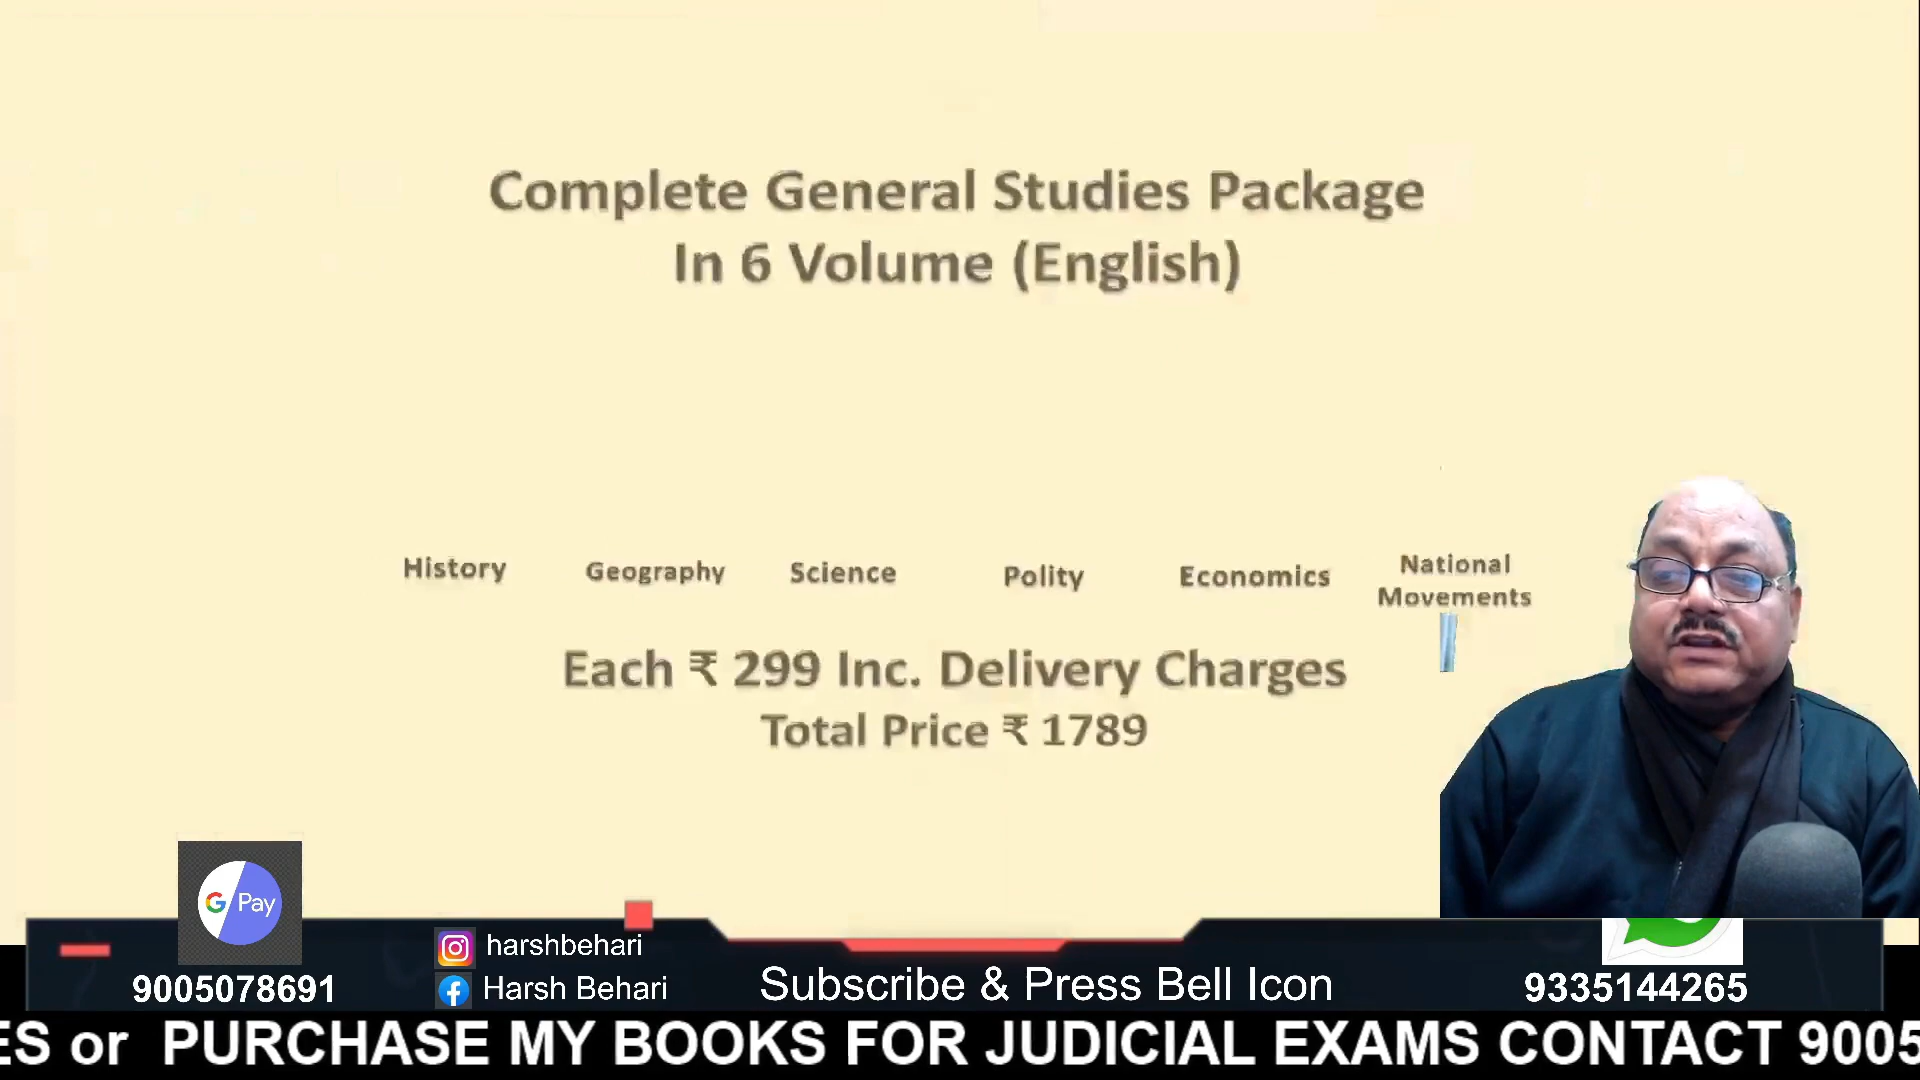 Complete General Studies Package
In 6 Volume (English)
History
Geography
Science
Polity
Economics
National
Movements
Each ₹ 299 Inc. Delivery Charges
Total Price ₹ 1789
G Pay
9005078691
harshbehari
Harsh Behari
Subscribe & Press Bell Icon
9335144265
ES or PURCHASE MY BOOKS FOR JUDICIAL EXAMS CONTACT 9005